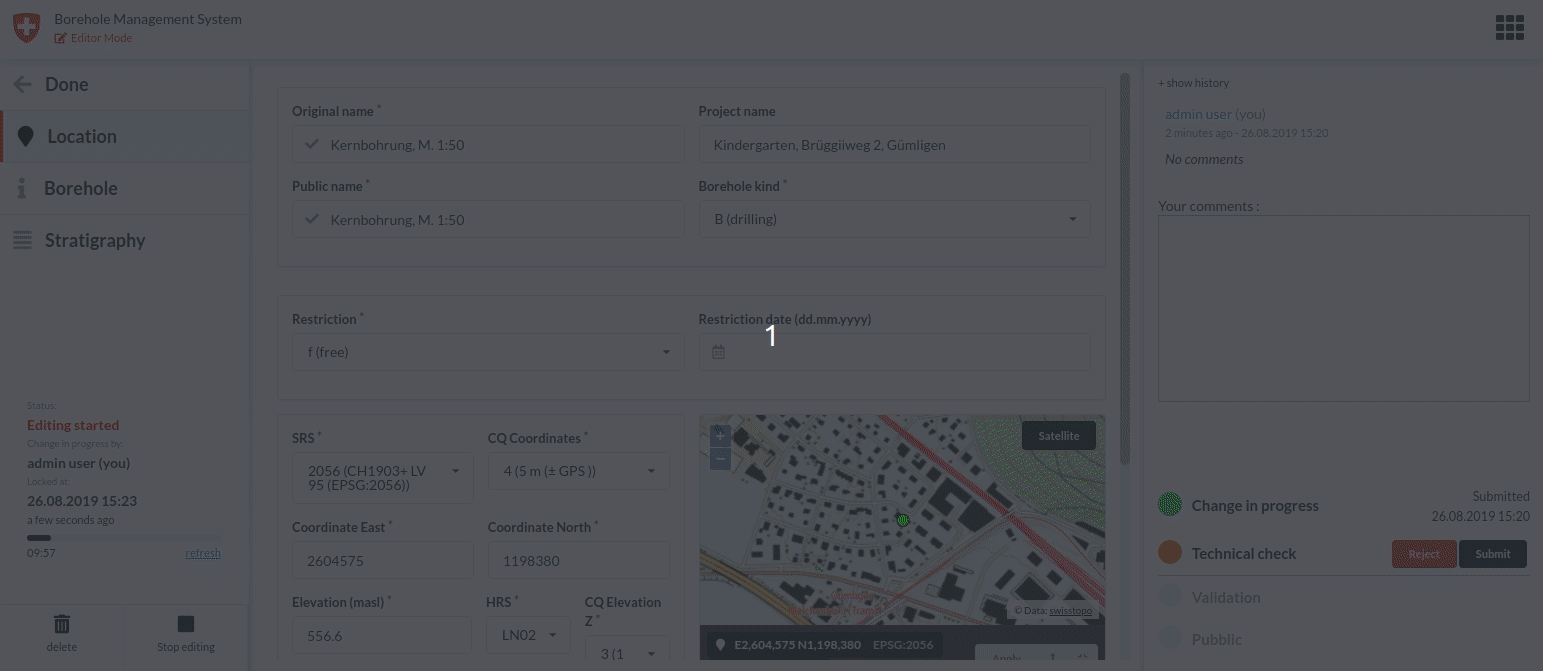 Borehole Management System
Editor Mode
Done
Location
Borehole
Stratigraphy
Status:
Editing started
Change in progress by:
admin user (you)
Locked at:
26.08.2019 15:23
a few seconds ago
09:57
refresh
delete
Stop editing
Original name *
Kernbohrung, M. 1:50
Project name
Kindergarten, Brüggliweg 2, Gümligen
Public name *
Kernbohrung, M. 1:50
Borehole kind *
B (drilling)
Restriction *
f (free)
Restriction date (dd.mm.yyyy)
1
SRS *
2056 (CH1903+ LV
95 (EPSG:2056))
CQ Coordinates *
4 (5 m (± GPS ))
Coordinate East *
2604575
Coordinate North *
1198380
Elevation (masl) *
556.6
HRS *
LN02
CQ Elevation
Z *
3 (1
+
−
Satellite
© Data: swisstopo
E2,604,575 N1,198,380
EPSG:2056
Apply
+ show history
admin user (you)
2 minutes ago - 26.08.2019 15:20
No comments
Your comments :
Change in progress
Submitted
26.08.2019 15:20
Technical check
Reject
Submit
Validation
Pubblic